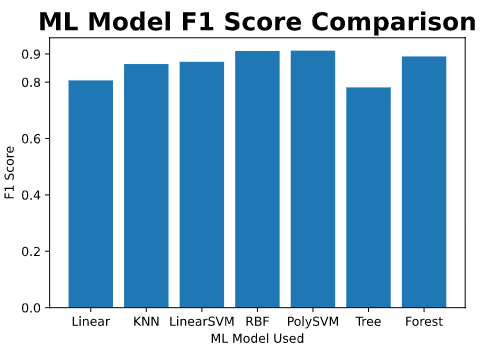 ML Model F1 Score Comparison
0.9
0.8
0.6
0.4
0.2
0.0
F1 Score
Linear KNN LinearSVM RBF PolySVM Tree Forest
ML Model Used